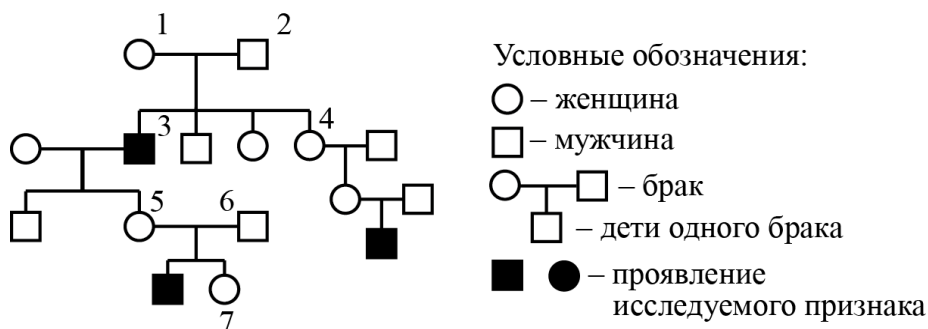 1
2
3
4
5
6
7
Условные обозначения:
– женщина
– мужчина
– брак
– дети одного брака
– проявление
исследуемого признака